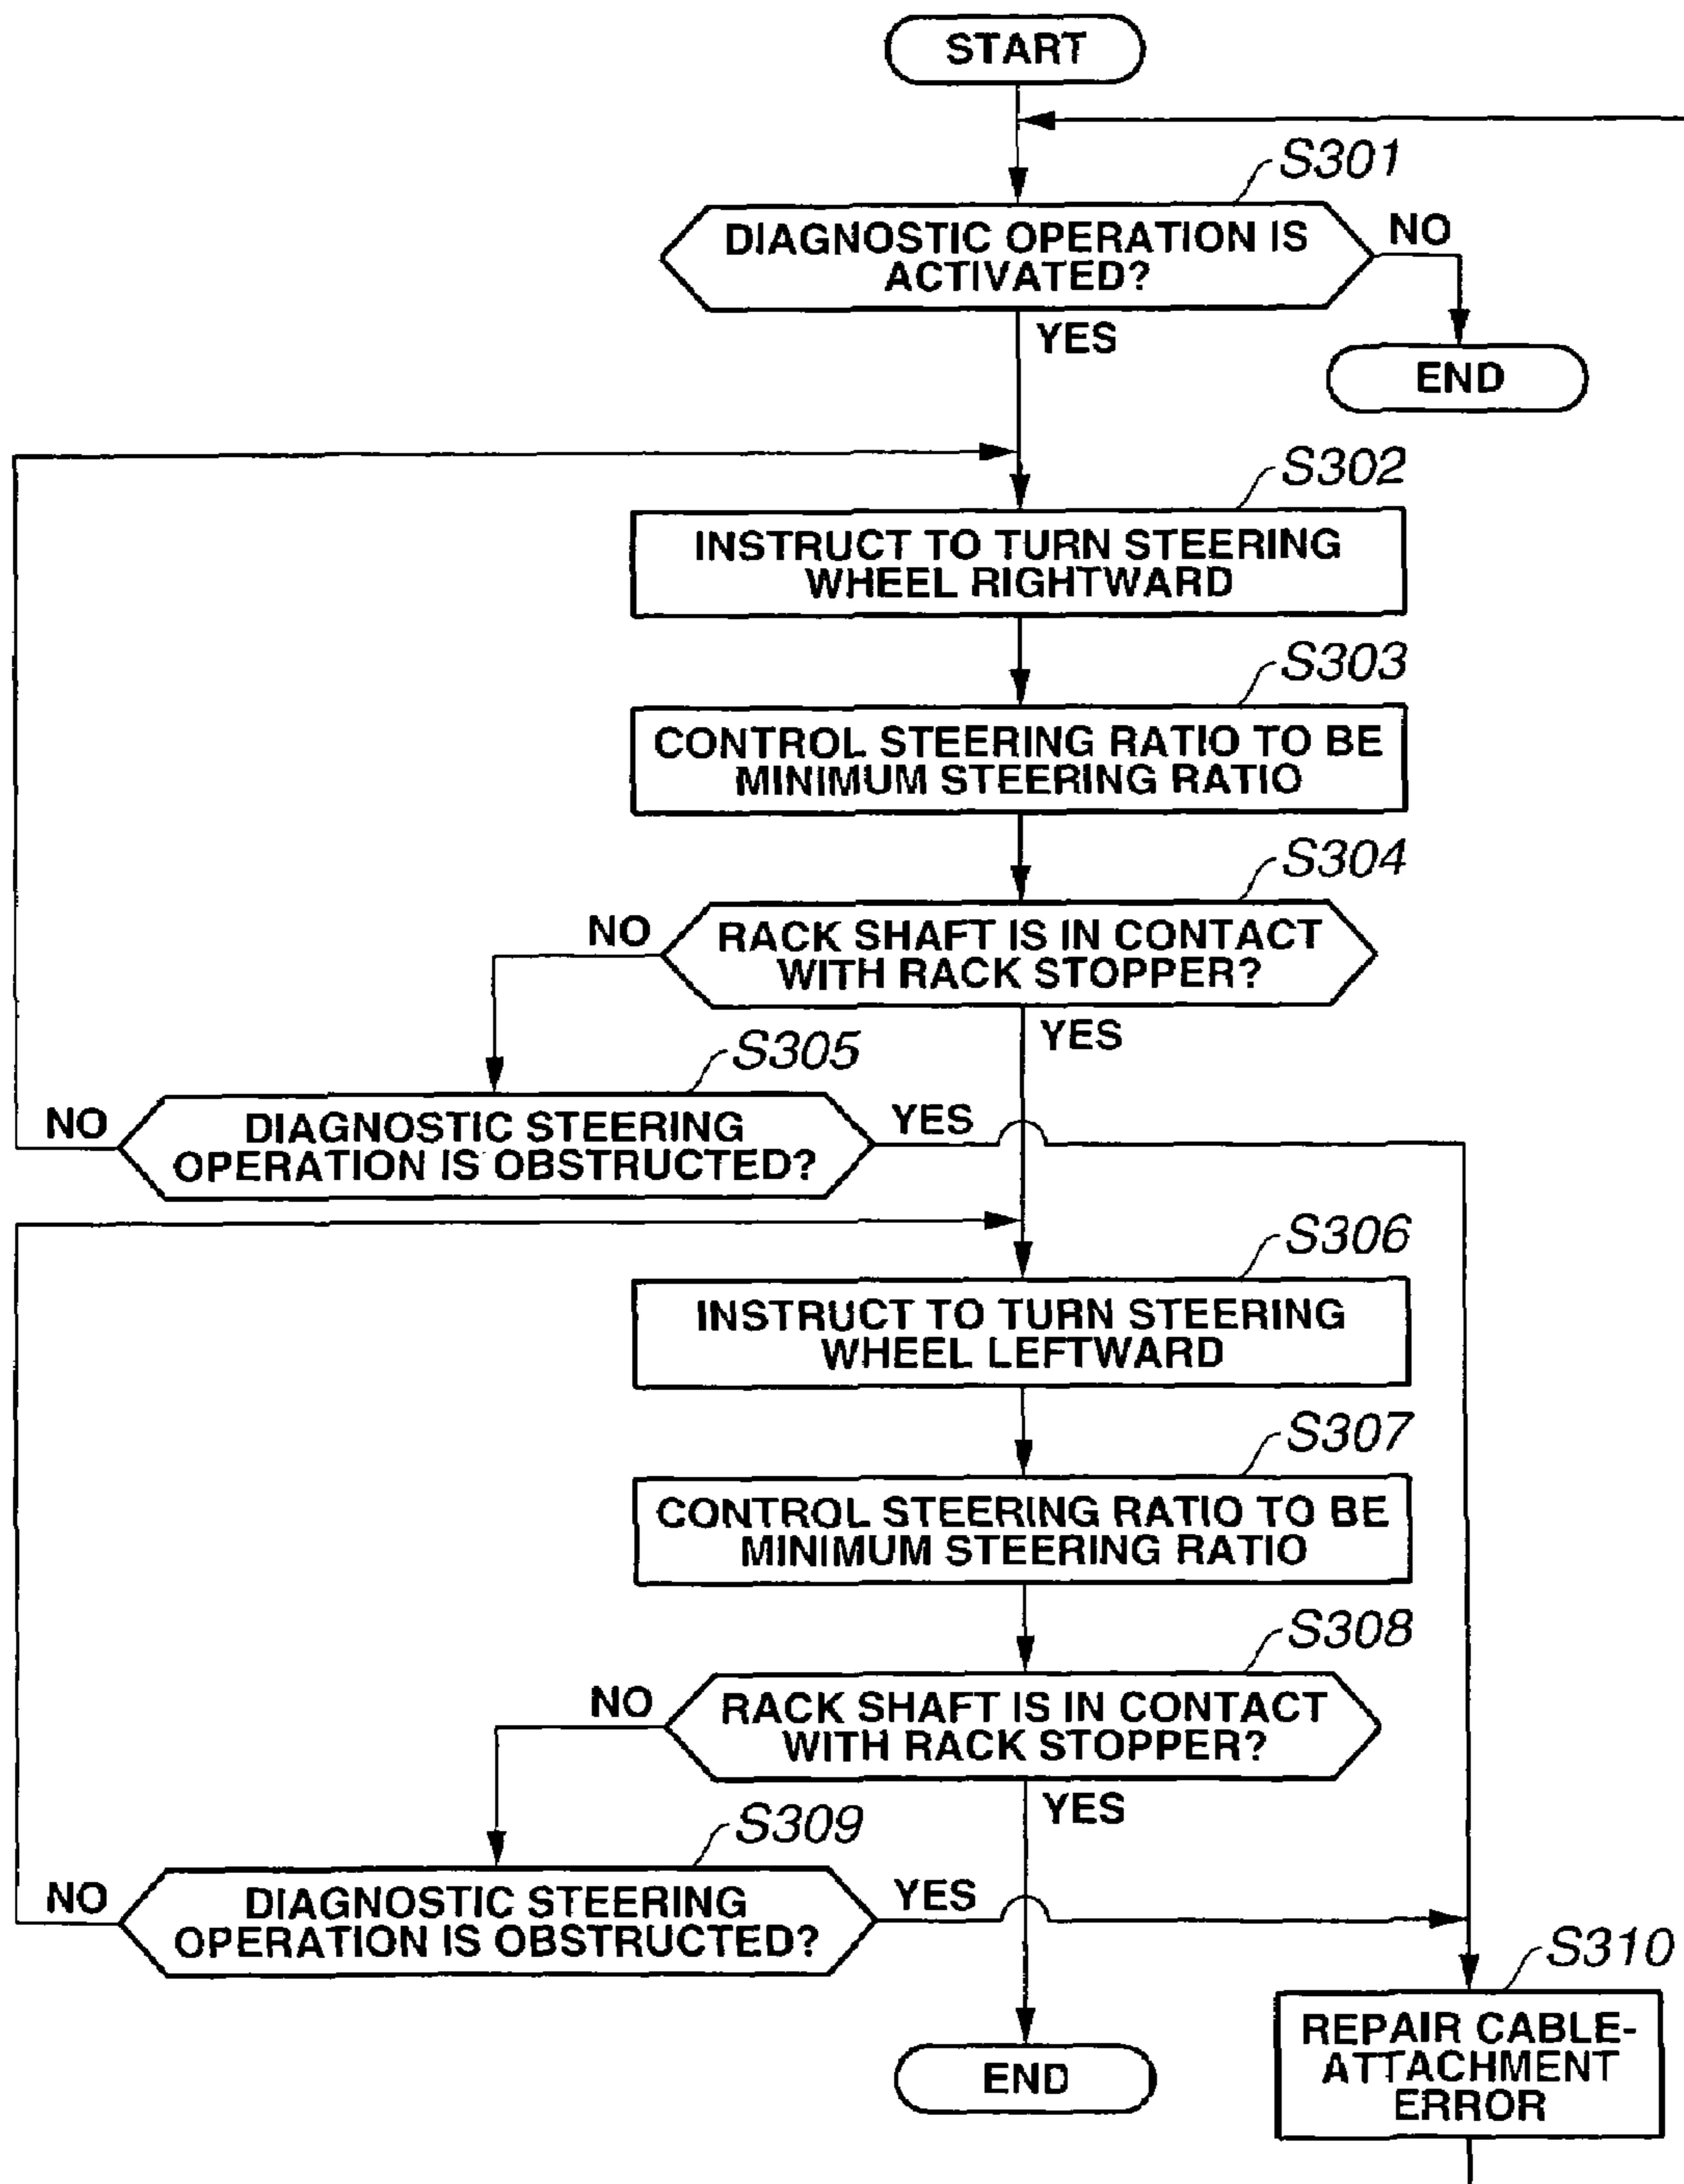 START
S301
DIAGNOSTIC OPERATION IS
ACTIVATED?
NO
YES
END
S302
INSTRUCT TO TURN STEERING
WHEEL RIGHTWARD
S303
CONTROL STEERING RATIO TO BE
MINIMUM STEERING RATIO
S304
NO
RACK SHAFT IS IN CONTACT
WITH RACK STOPPER?
YES
S305
NO
DIAGNOSTIC STEERING
OPERATION IS OBSTRUCTED?
YES
S306
INSTRUCT TO TURN STEERING
WHEEL LEFTWARD
S307
CONTROL STEERING RATIO TO BE
MINIMUM STEERING RATIO
S308
NO
RACK SHAFT IS IN CONTACT
WITH RACK STOPPER?
YES
S309
NO
DIAGNOSTIC STEERING
OPERATION IS OBSTRUCTED?
YES
S310
REPAIR CABLE-
ATTACHMENT
ERROR
END